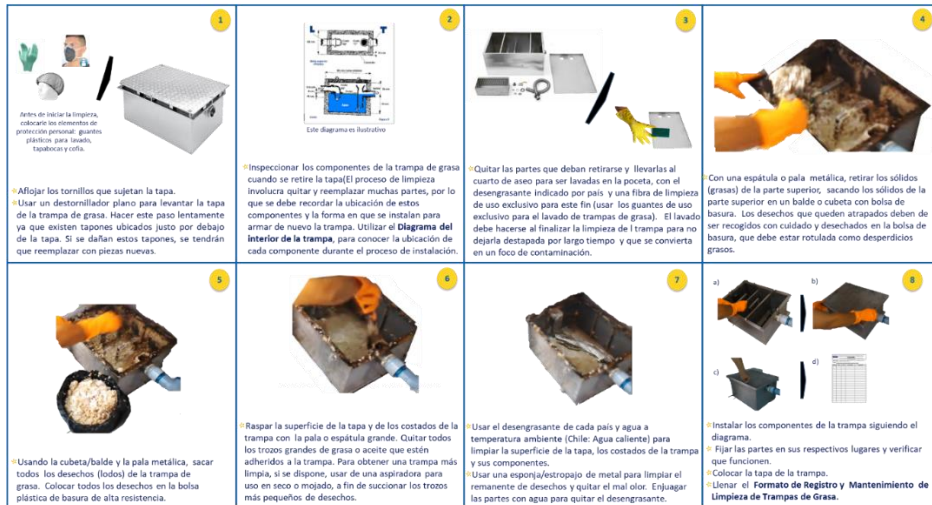 1
Antes de iniciar la limpieza,
colocarle los elementos de
protección personal: guantes
plásticos para lavado,
tapabocas y cofia.
Aflojar los tornillos que sujetan la tapa.
Usar un destornillador plano para levantar la tapa
de la trampa de grasa. Hacer este paso lentamente
ya que existen tapones ubicados justo por debajo
de la tapa. Si se dañan estos tapones, se tendrán
que reemplazar con piezas nuevas.
2
L T
Este diagrama es ilustrativo
Inspeccionar los componentes de la trampa de grasa
cuando se retire la tapa(El proceso de limpieza
involucra quitar y reemplazar muchas partes, por lo
que se debe recordar la ubicación de estos
componentes y la forma en que se instalan para
armar de nuevo la trampa. Utilizar el Diagrama del
interior de la trampa, para conocer la ubicación de
cada componente durante el proceso de instalación.
3
Quitar las partes que deban retirarse y llevarlas al
cuarto de aseo para ser lavadas en la poceta, con el
desengrasante indicado por país y una fibra de limpieza
de uso exclusivo para este fin (usar los guantes de
uso exclusivo para el lavado de trampas de grasa). El lavado
debe hacerse al finalizar la limpieza de l trampa para no
dejarla destapada por largo tiempo y que se convierta
en un foco de contaminación.
4
Con una espátula o pala metálica, retirar los sólidos
(grasas) de la parte superior, sacando los sólidos de la
parte superior en un balde o cubeta con bolsa de
basura. Los desechos que queden atrapados deben de
ser recogidos con cuidado y desechados en la bolsa de
basura, que debe estar rotulada como desperdicios
grasos.
5
Usando la cubeta/balde y la pala metálica, sacar
todos los desechos (lodos) de la trampa de
grasa. Colocar todos los desechos en la bolsa
plástica de basura de alta resistencia.
6
Raspar la superficie de la tapa y de los costados de la
trampa con la pala o espátula grande. Quitar todos
los trozos grandes de grasa o aceite que estén
adheridos a la trampa. Para obtener una trampa más
limpia, si se dispone, usar de una aspiradora para
uso en seco o mojado, a fin de succionar los trozos
más pequeños de desechos.
7
Usar el desengrasante de cada país y agua a
temperatura ambiente (Chile: Agua caliente) para
limpiar la superficie de la tapa, los costados de la trampa
y sus componentes.
Usar una esponja/estropajo de metal para limpiar el
remanente de desechos y quitar el mal olor. Enjuagar
las partes con agua para quitar el desengrasante.
8
a) b)
c) d)
Instalar los componentes de la trampa siguiendo el
diagrama.
Fijar las partes en sus respectivos lugares y verificar
que funcionen.
Colocar la tapa de la trampa.
Llenar el Formato de Registro y Mantenimiento de
Limpieza de Trampas de Grasa.